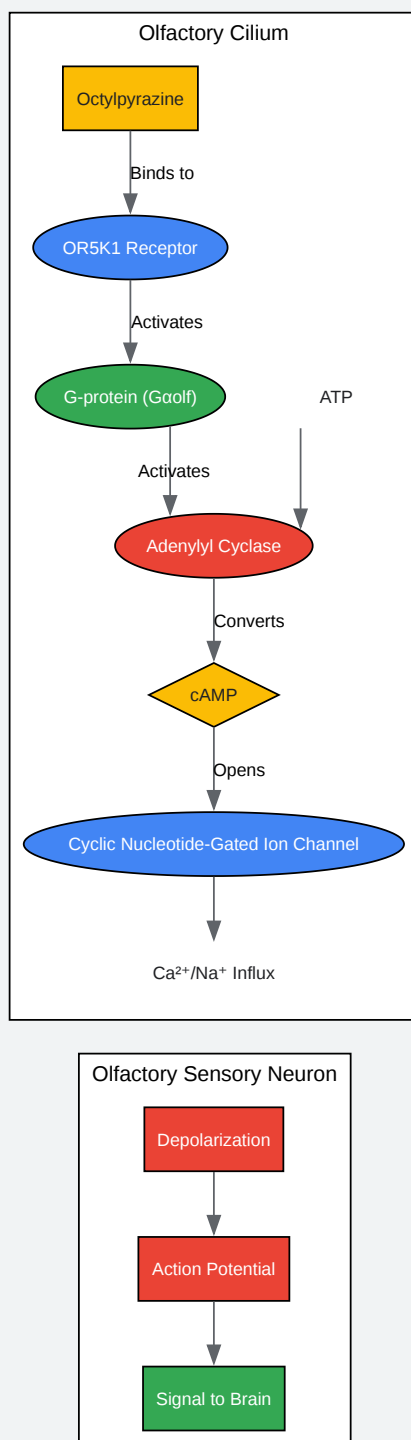 Olfactory Cilium
Octylpyrazine
Binds to
OR5K1 Receptor
Activates
G-protein (Gαolf)
ATP
Activates
Adenylyl Cyclase
Converts
cAMP
Opens
Cyclic Nucleotide-Gated Ion Channel
Ca²⁺/Na⁺ Influx
Olfactory Sensory Neuron
Depolarization
Action Potential
Signal to Brain